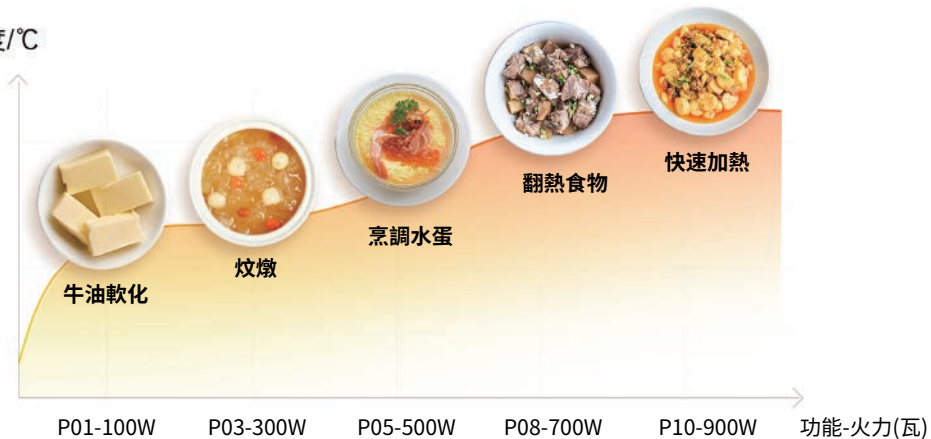 度/℃
快速加熱
翻熱食物
烹調水蛋
炆燉
牛油軟化
P01-100W P03-300W P05-500W P08-700W P10-900W 功能-火力(瓦)